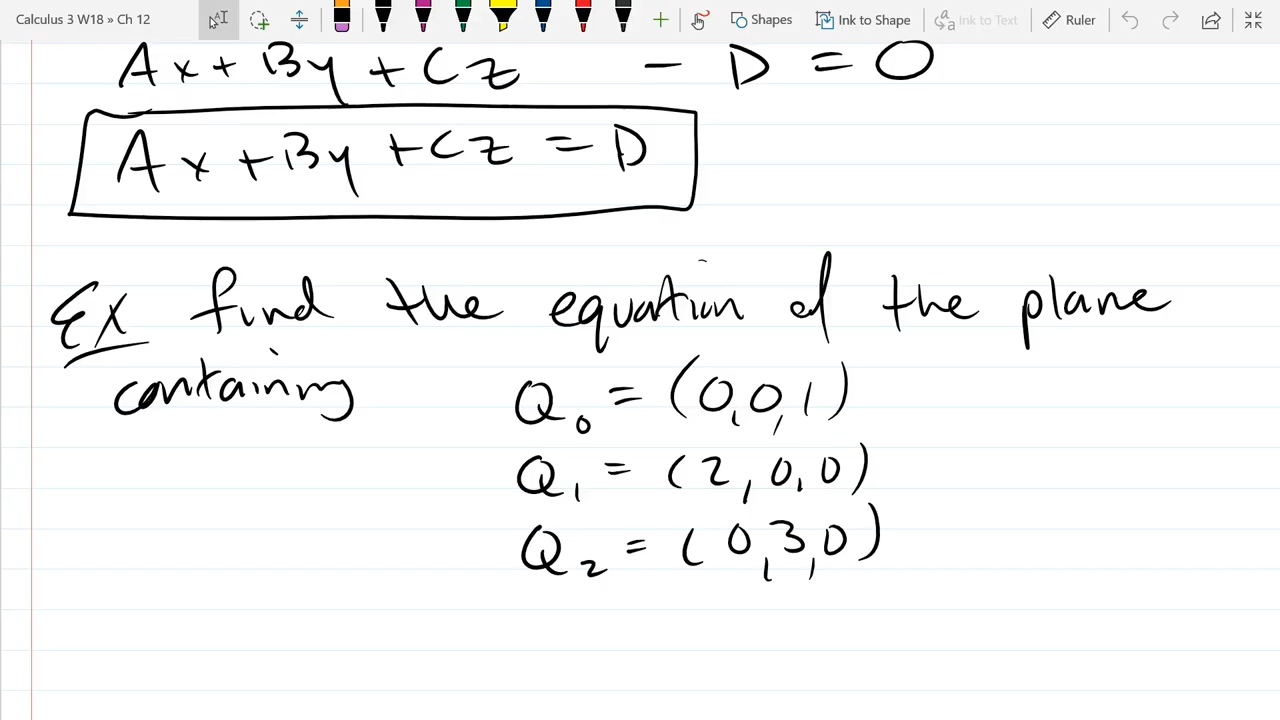 Calculus 3 W18 » Ch 12
Shapes
Ink to Shape
Ink to Text
Ruler
Ax + By + Cz - D = 0
Ax + By + Cz = D
Ex find the equation of the plane
containing Q₀ = (0,0,1)
Q₁ = (2,0,0)
Q₂ = (0,3,0)